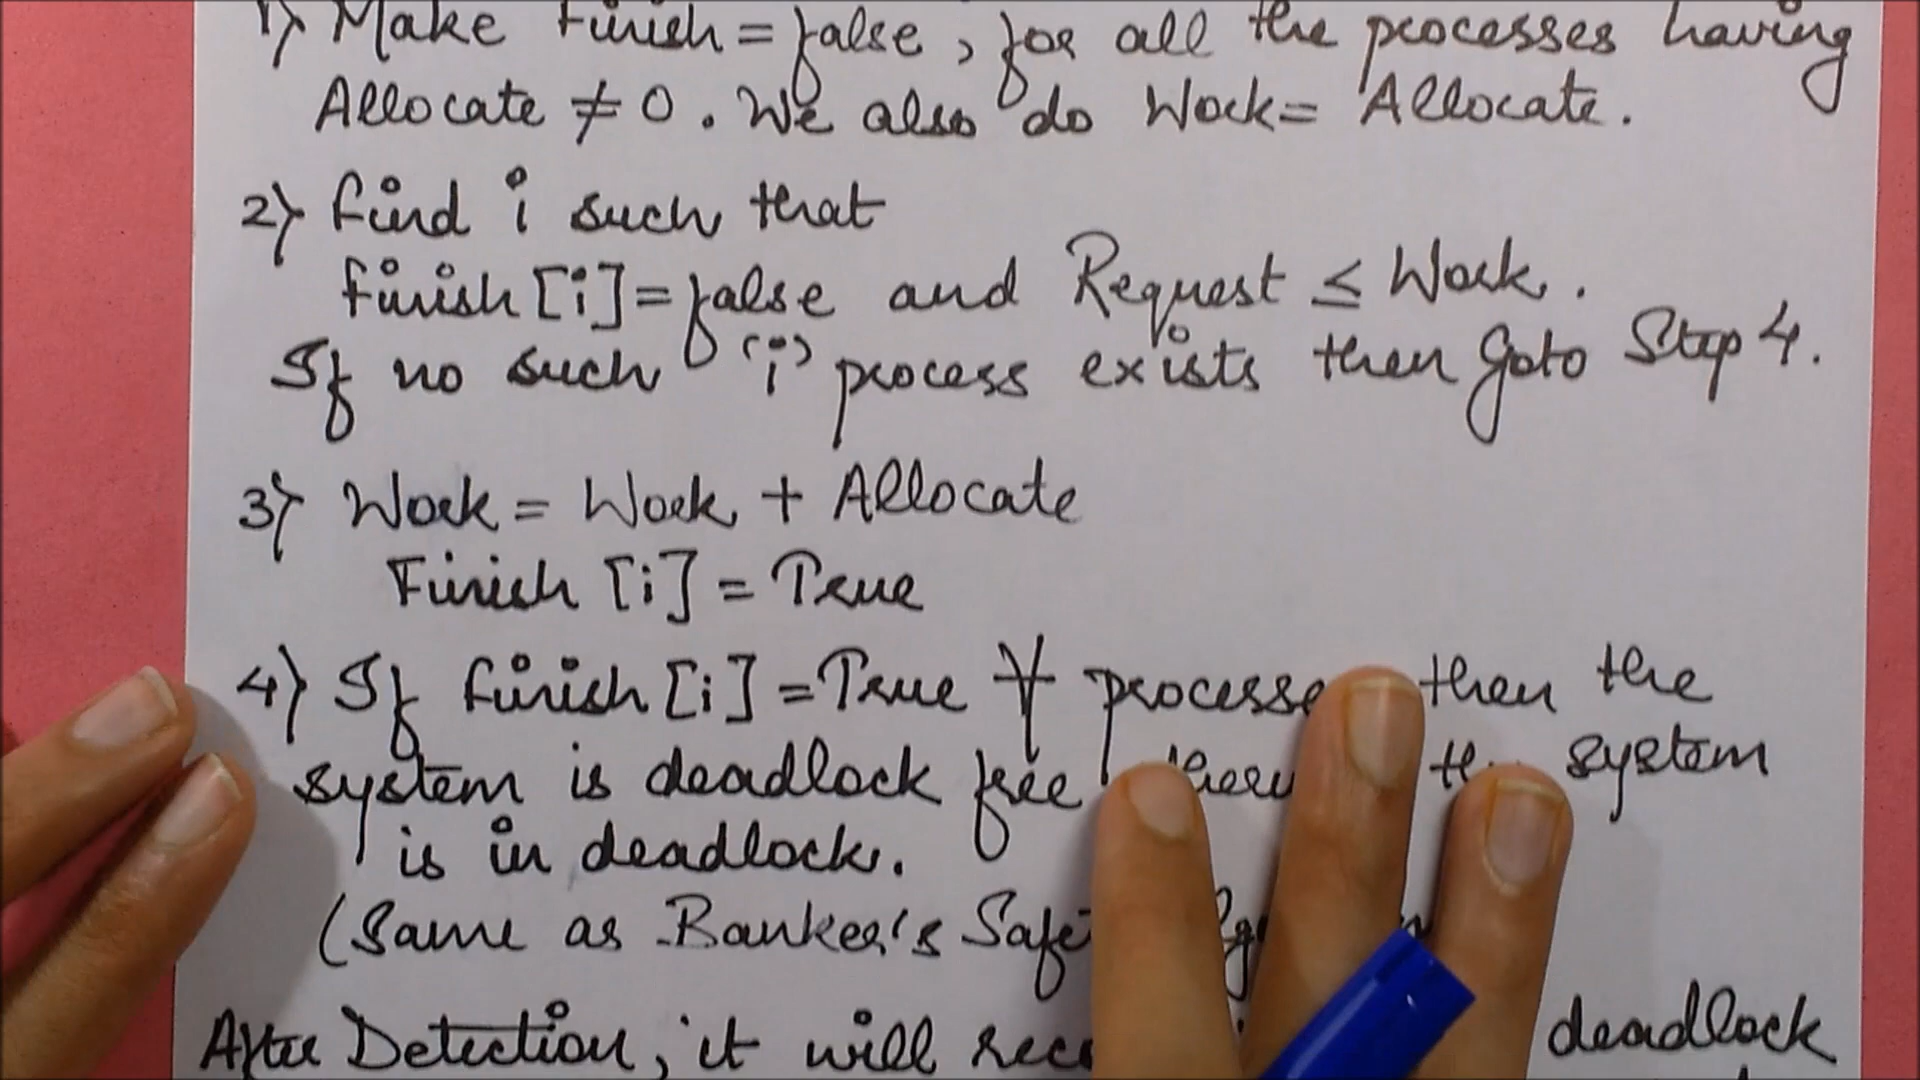 1) Make Finish = false, for all the processes having
Allocate ≠ 0. We also do Work = Allocate.
2) find i such that
finish [i] = false and Request ≤ Work.
If no such 'i' process exists then Goto Step 4.
3) Work = Work + Allocate
Finish [i] = True
4) If finish [i] = True ∀ processes then the
system is deadlock free the system
is in deadlock.
(Same as Banker's
After Detection, it will deadlock